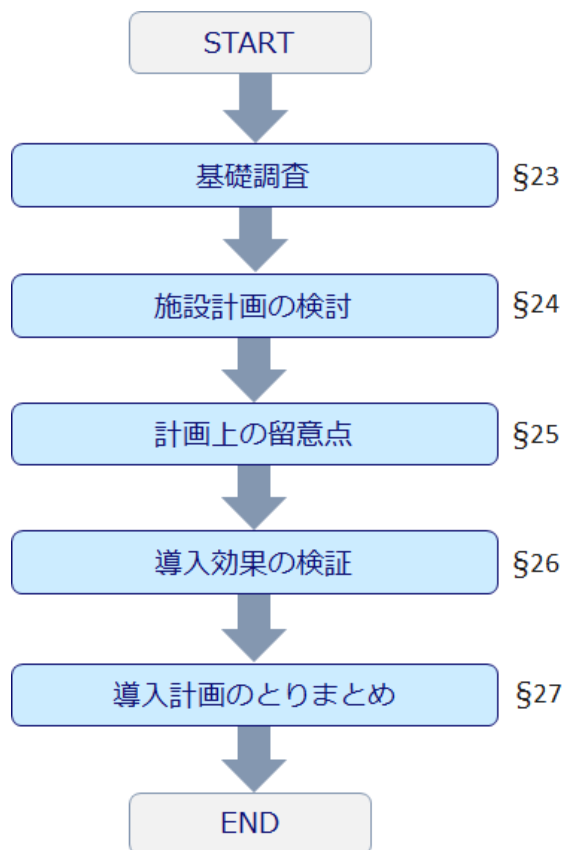 START
基礎調査 §23
施設計画の検討 §24
計画上の留意点 §25
導入効果の検証 §26
導入計画のとりまとめ §27
END